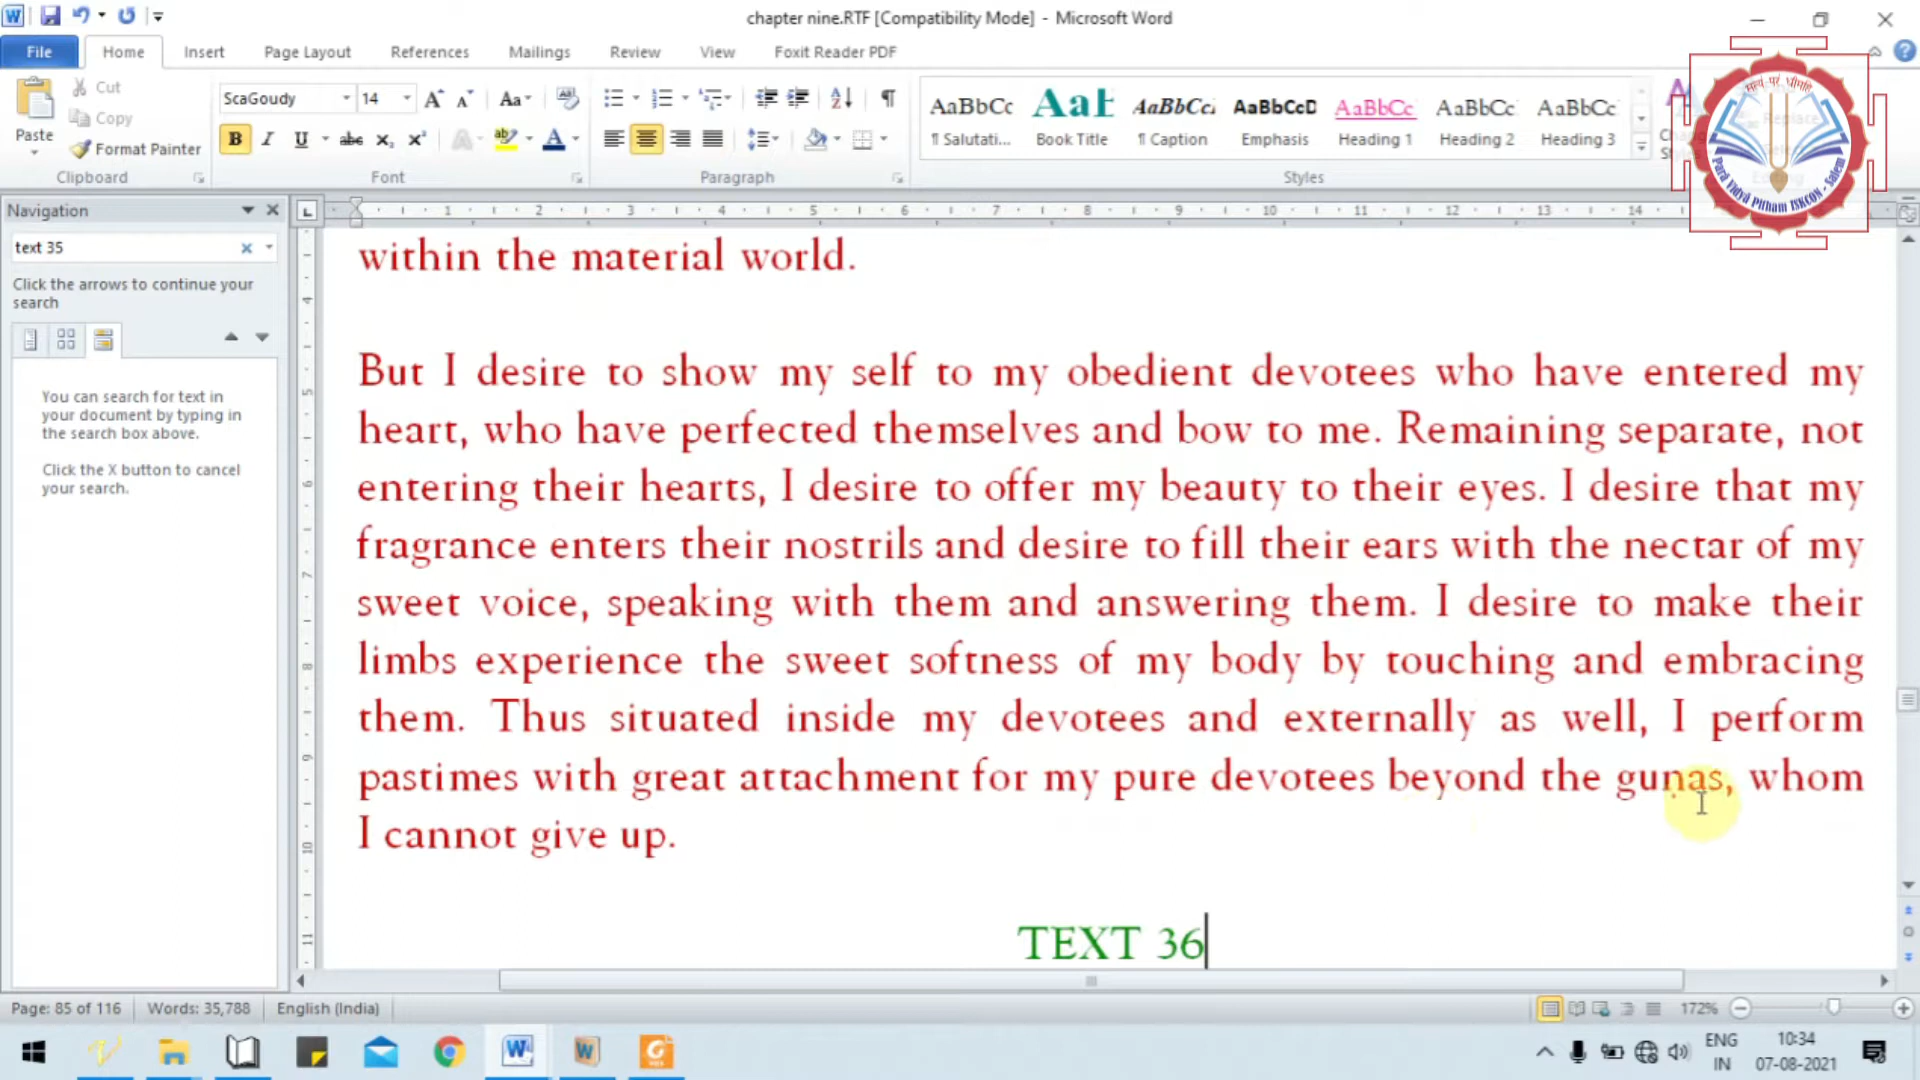 chapter nine.RTF [Compatibility Mode] - Microsoft Word
File Home Insert Page Layout References Mailings Review View Foxit Reader PDF
Cut
Copy
Format Painter
Paste
Clipboard
ScaGoudy 14
Font
Paragraph
AaBbCc AaB AaBbCc AaBbCcD AaBbCc AaBbCc AaBbCc
¶ Salutati... Book Title ¶ Caption Emphasis Heading 1 Heading 2 Heading 3
Styles
Para Vidya Pitham ISKCON - Salem
Navigation
text 35
Click the arrows to continue your
search
You can search for text in
your document by typing in
the search box above.
Click the X button to cancel
your search.
within the material world.
But I desire to show my self to my obedient devotees who have entered my
heart, who have perfected themselves and bow to me. Remaining separate, not
entering their hearts, I desire to offer my beauty to their eyes. I desire that my
fragrance enters their nostrils and desire to fill their ears with the nectar of my
sweet voice, speaking with them and answering them. I desire to make their
limbs experience the sweet softness of my body by touching and embracing
them. Thus situated inside my devotees and externally as well, I perform
pastimes with great attachment for my pure devotees beyond the guṇas, whom
I cannot give up.
TEXT 36
Page: 85 of 116 Words: 35,788 English (India) 172%
ENG
IN
10:34
07-08-2021